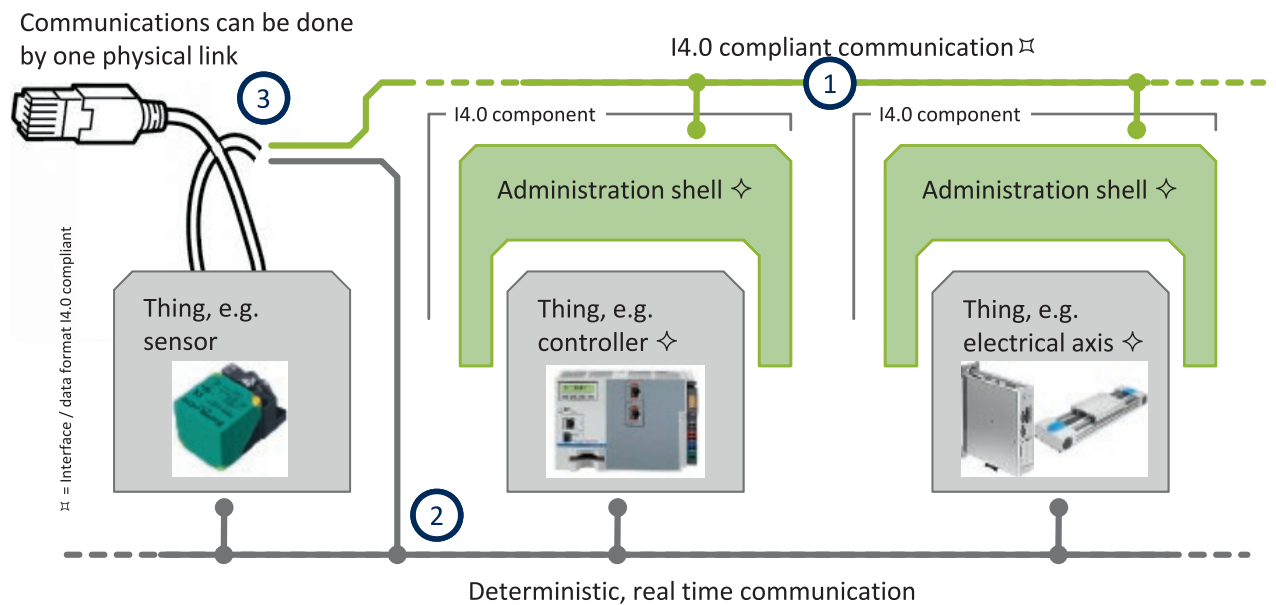 Communications can be done
by one physical link
I4.0 compliant communication¤
3
1
I4.0 component
I4.0 component
Administration shell ✧
Administration shell ✧
¤ = Interface / data format I4.0 compliant
Thing, e.g.
sensor
Thing, e.g.
controller ✧
Thing, e.g.
electrical axis ✧
2
Deterministic, real time communication